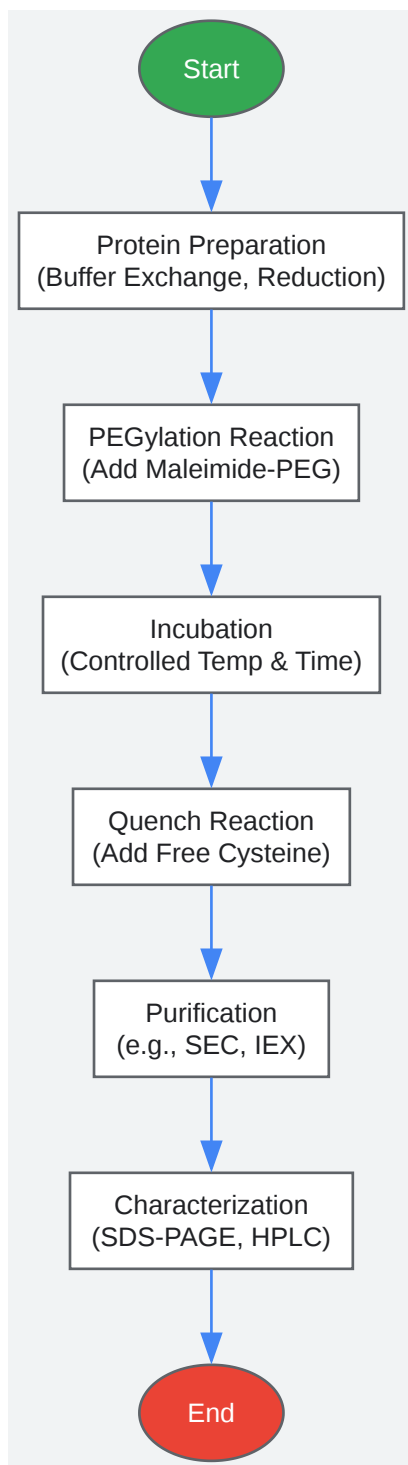 Start
Protein Preparation
(Buffer Exchange, Reduction)
PEGylation Reaction
(Add Maleimide-PEG)
Incubation
(Controlled Temp & Time)
Quench Reaction
(Add Free Cysteine)
Purification
(e.g., SEC, IEX)
Characterization
(SDS-PAGE, HPLC)
End